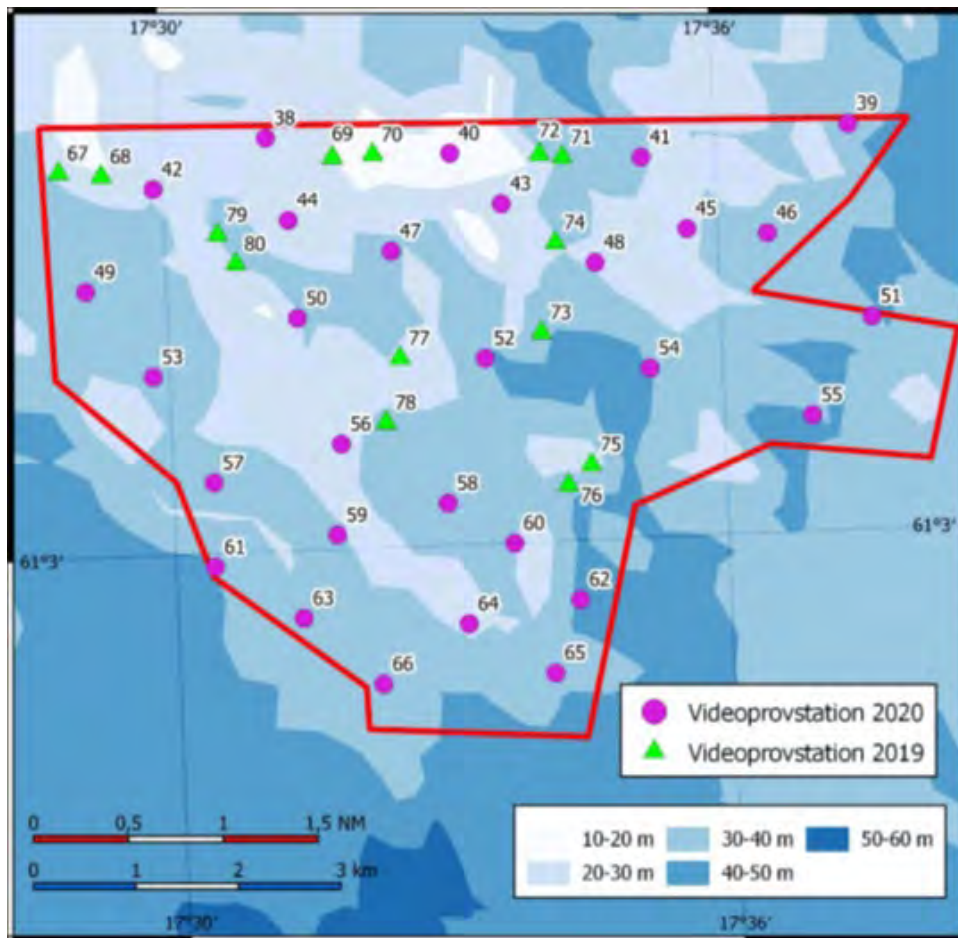 17°30′ 17°36′
38 69 70 40 72 71 41 39
67 68 42 43
79 44 47 74 48 45 46
80
49 50 73 51
77 52 54
53 78 55
56 75
57 58 76
59 60 61°3′
61°3′ 61 62
63 64
66 65
Videoprovstation 2020
Videoprovstation 2019
0 0,5 1 1,5 NM
0 1 2 3 km
10-20 m 30-40 m 50-60 m
20-30 m 40-50 m
17°30′ 17°36′